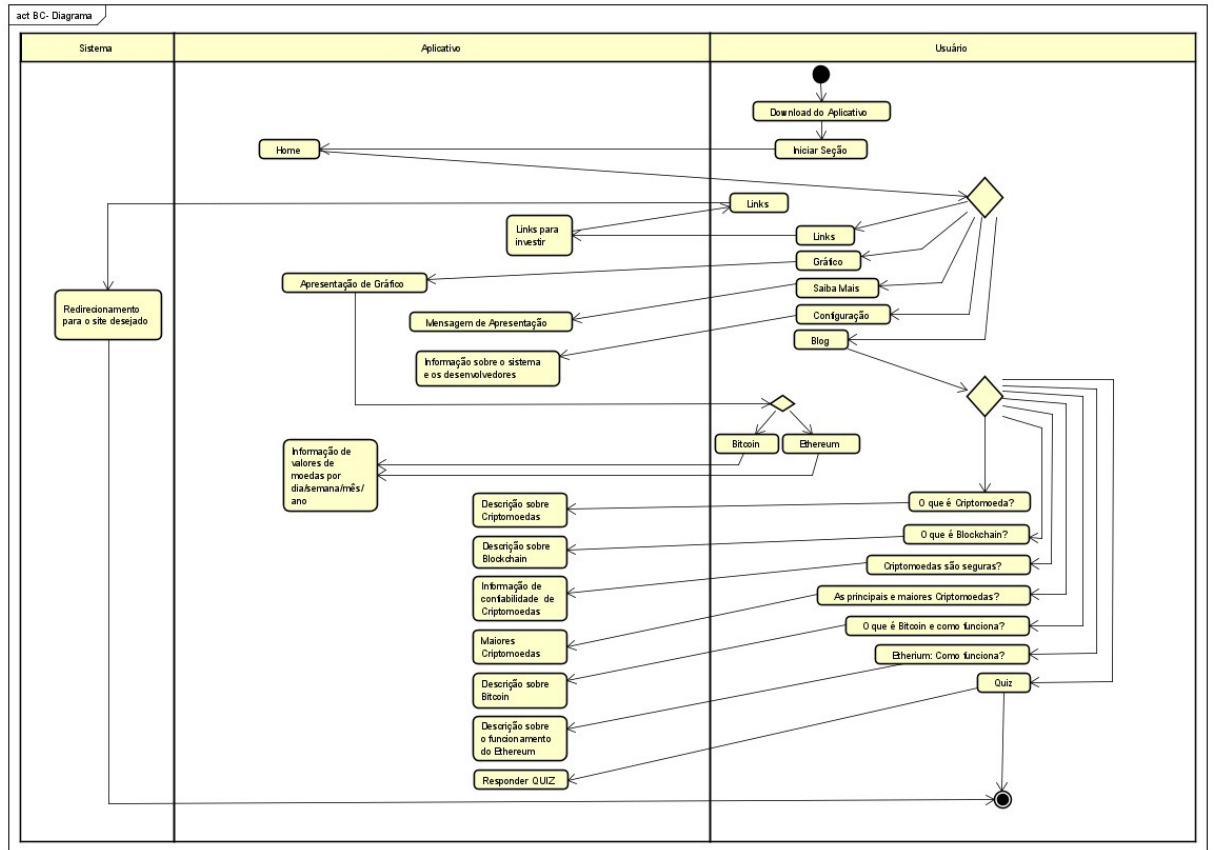 act BC- Diagrama
Sistema
Aplicativo
Usuário
Download do Aplicativo
Home
Iniciar Seção
Links
Links para
investir
Links
Gráfico
Apresentação de Gráfico
Saiba Mais
Redirecionamento
para o site desejado
Mensagem de Apresentação
Configuração
Blog
Informação sobre o sistema
e os desenvolvedores
Bitcoin
Ethereum
Informação de
valores de
moedas por
dia/semana/mês/
ano
Descrição sobre
Criptomoedas
O que é Criptomoeda?
Descrição sobre
Blockchain
O que é Blockchain?
Informação de
confiabilidade de
Criptomoedas
Criptomoedas são seguras?
As principais e maiores Criptomoedas?
Maiores
Criptomoedas
O que é Bitcoin e como funciona?
Descrição sobre
Bitcoin
Etherium: Como funciona?
Quiz
Descrição sobre
o funcionamento
do Ethereum
Responder QUIZ